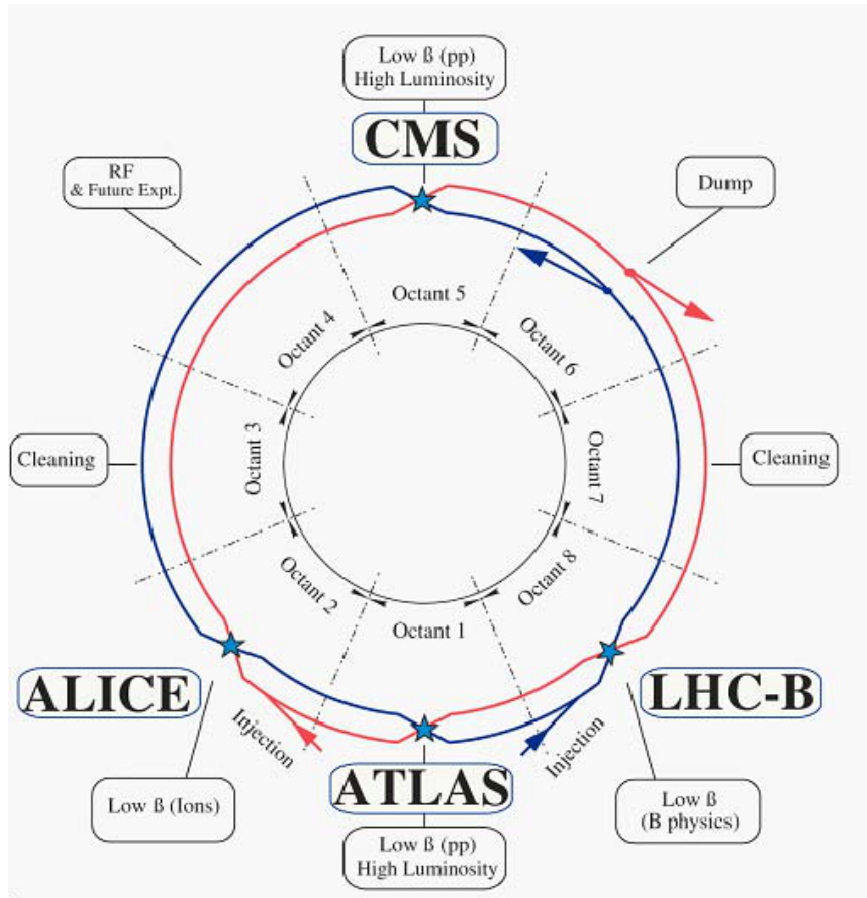 Low ß (pp)
High Luminosity
CMS
RF
& Future Expt.
Dump
Octant 5
Octant 4
Octant 6
Cleaning
Octant 3
Octant 7
Cleaning
Octant 2
Octant 8
Octant 1
ALICE
LHC-B
Injection
Injection
ATLAS
Low ß (Ions)
Low ß
(B physics)
Low ß (pp)
High Luminosity